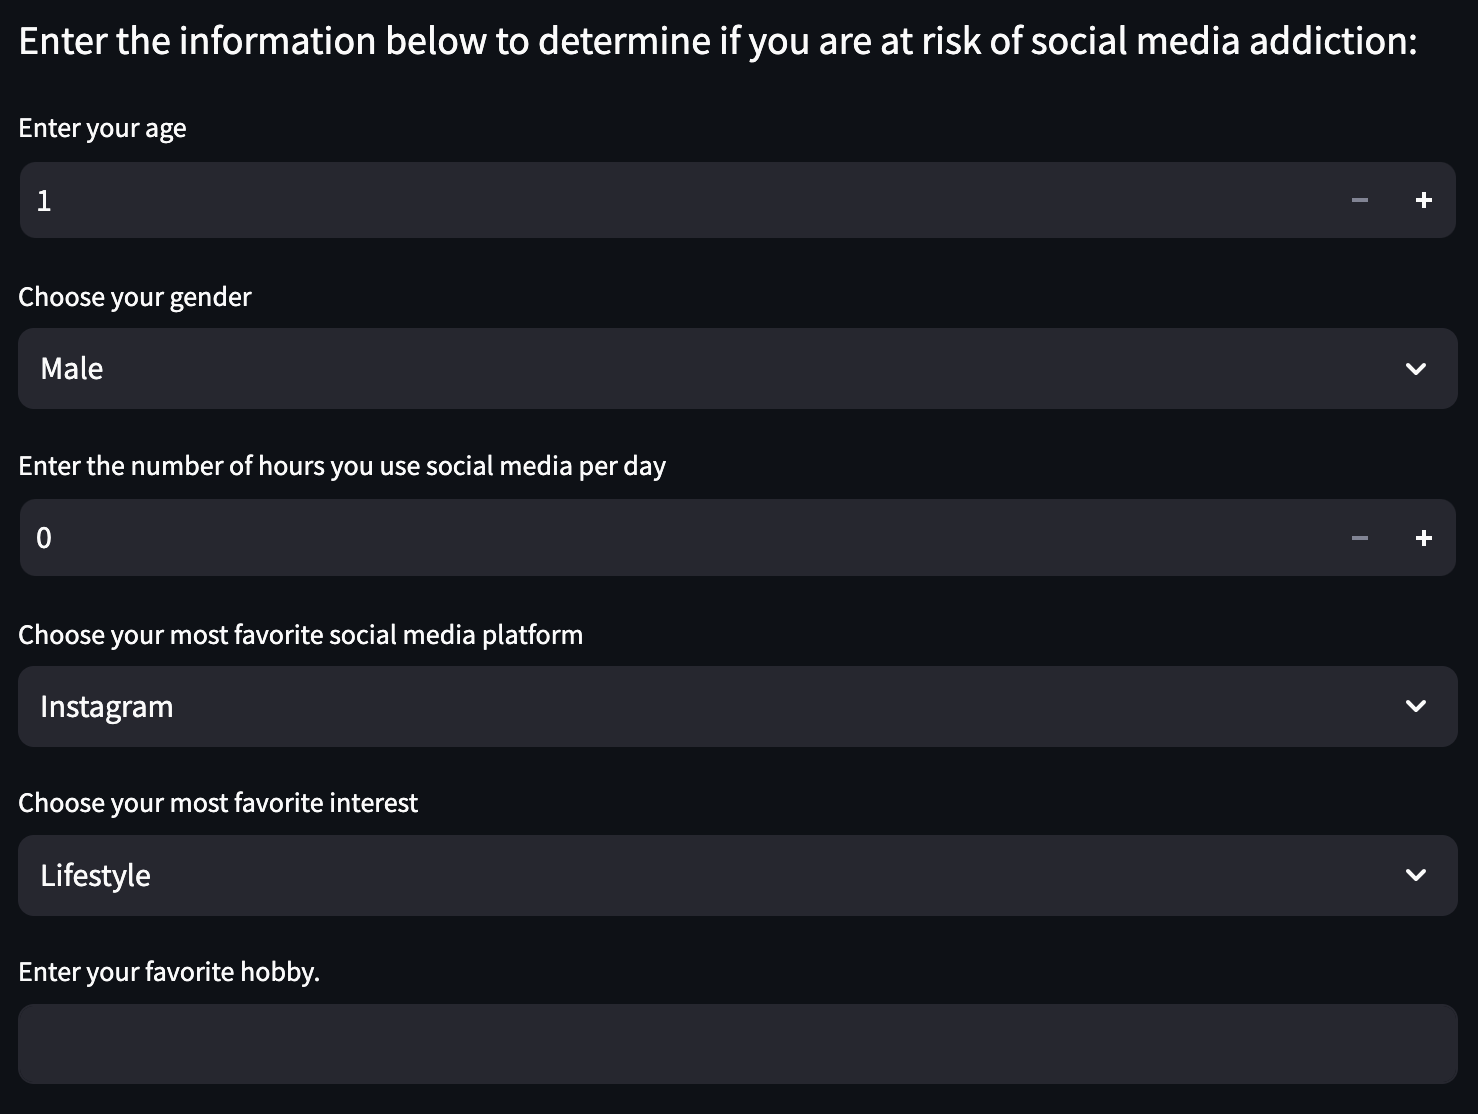 Enter the information below to determine if you are at risk of social media addiction:
Enter your age
1
Choose your gender
Male
Enter the number of hours you use social media per day
0
Choose your most favorite social media platform
Instagram
Choose your most favorite interest
Lifestyle
Enter your favorite hobby.